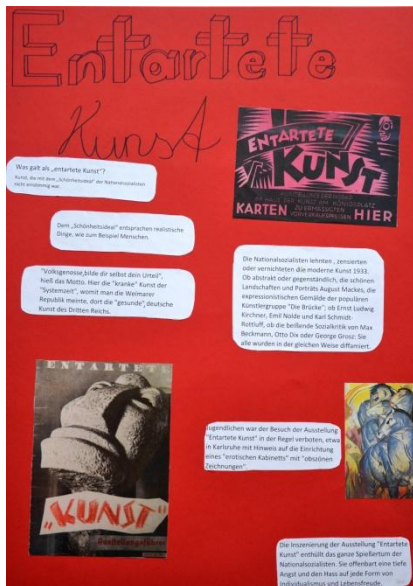 Entartete
Kunst
Was galt als „entartete Kunst"?
Kunst, die mit dem „Schönheitsideal" der Nationalsozialisten
nicht einstimmig war.
ENTARTETE
KUNST
KARTEN
HIER
Dem „Schönheitsideal" entsprachen realistische
Dinge, wie zum Beispiel Menschen.
"Volksgenosse, bilde dir selbst dein Urteil",
hieß das Motto. Hier die "kranke" Kunst der
"Systemzeit", womit man die Weimarer
Republik meinte, dort die "gesunde", deutsche
Kunst des Dritten Reichs.
Die Nationalsozialisten lehnten , zensierten
oder vernichteten die moderne Kunst 1933.
Ob abstrakt oder gegenständlich, die schönen
Landschaften und Porträts August Mackes, die
expressionistischen Gemälde der populären
Künstlergruppe "Die Brücke"; ob Ernst Ludwig
Kirchner, Emil Nolde und Karl Schmidt-
Rottluff, ob die beißende Sozialkritik von Max
Beckmann, Otto Dix oder George Grosz: Sie
alle wurden in der gleichen Weise diffamiert.
ENTARTETE
„KUNST"
Ausstellungsführer
Jugendlichen war der Besuch der Ausstellung
"Entartete Kunst" in der Regel verboten, etwa
in Karlsruhe mit Hinweis auf die Einrichtung
eines "erotischen Kabinetts" mit "obszönen
Zeichnungen".
Die Inszenierung der Ausstellung "Entartete
Kunst" enthüllt das ganze Spießertum der
Nationalsozialisten. Sie offenbart eine tiefe
Angst und den Hass auf jede Form von
Individualismus und Lebensfreude.